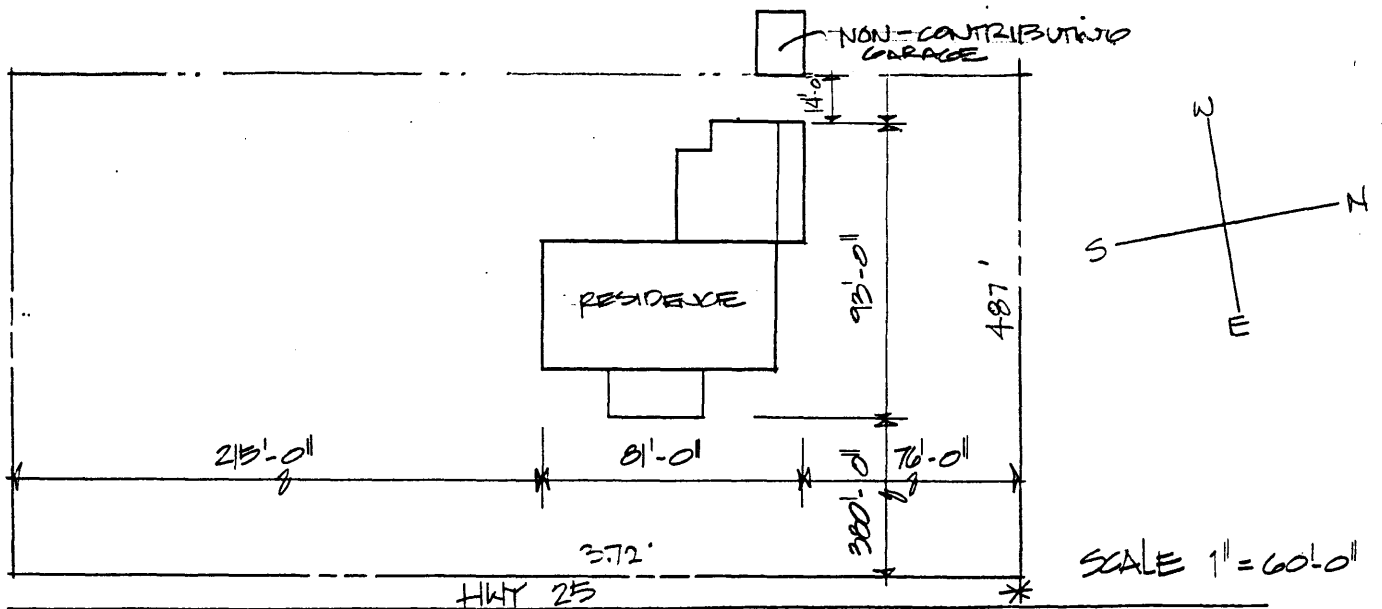 NON-CONTRIBUTING
GARAGE
14'-0"
W
N
S
E
RESIDENCE
93'-0"
487'
215'-0"
81'-0"
76'-0"
380'-0"
372'
SCALE 1" = 60'-0"
HWY 25